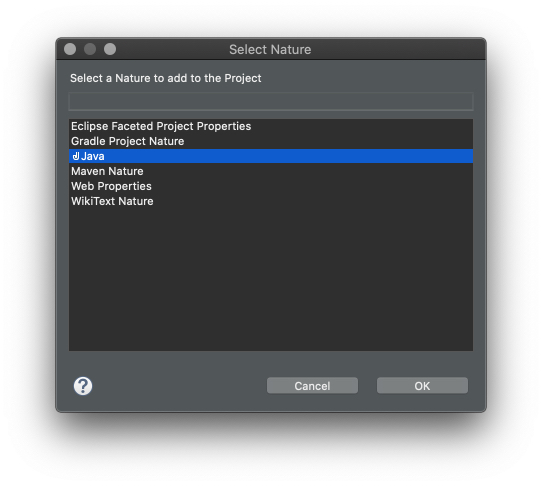 Select Nature
Select a Nature to add to the Project
Eclipse Faceted Project Properties
Gradle Project Nature
Java
Maven Nature
Web Properties
WikiText Nature
?
Cancel
OK